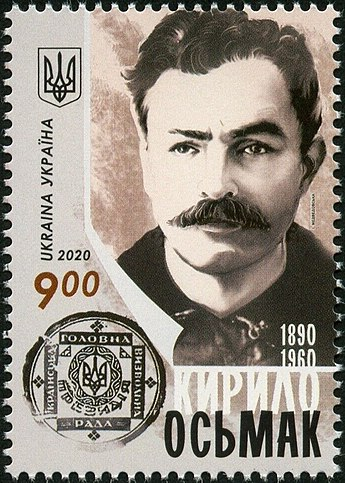 UKRAINA УКРАЇНА
2020
9.00
1890
1960
КИРИЛО
ОСЬМАК
УКРАЇНСЬКА
ГОЛОВНА
ВИЗВОЛЬНА
РАДА